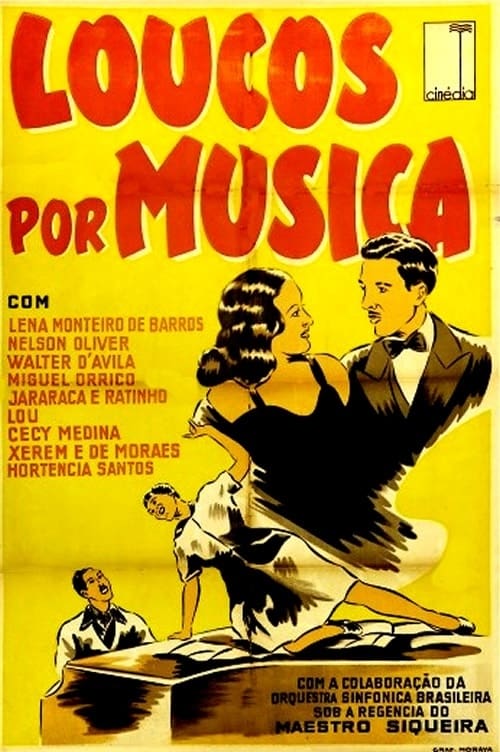 LOUCOS
cinédia
POR MUSICA
COM
LENA MONTEIRO DE BARROS
NELSON OLIVER
WALTER D'AVILA
MIGUEL ORRICO
JARARACA E RATINHO
LOU
CECY MEDINA
XEREM E DE MORAES
HORTENCIA SANTOS
COM A COLABORAÇÃO DA
ORQUESTRA SINFONICA BRASILEIRA
SOB A REGENCIA DO
MAESTRO SIQUEIRA